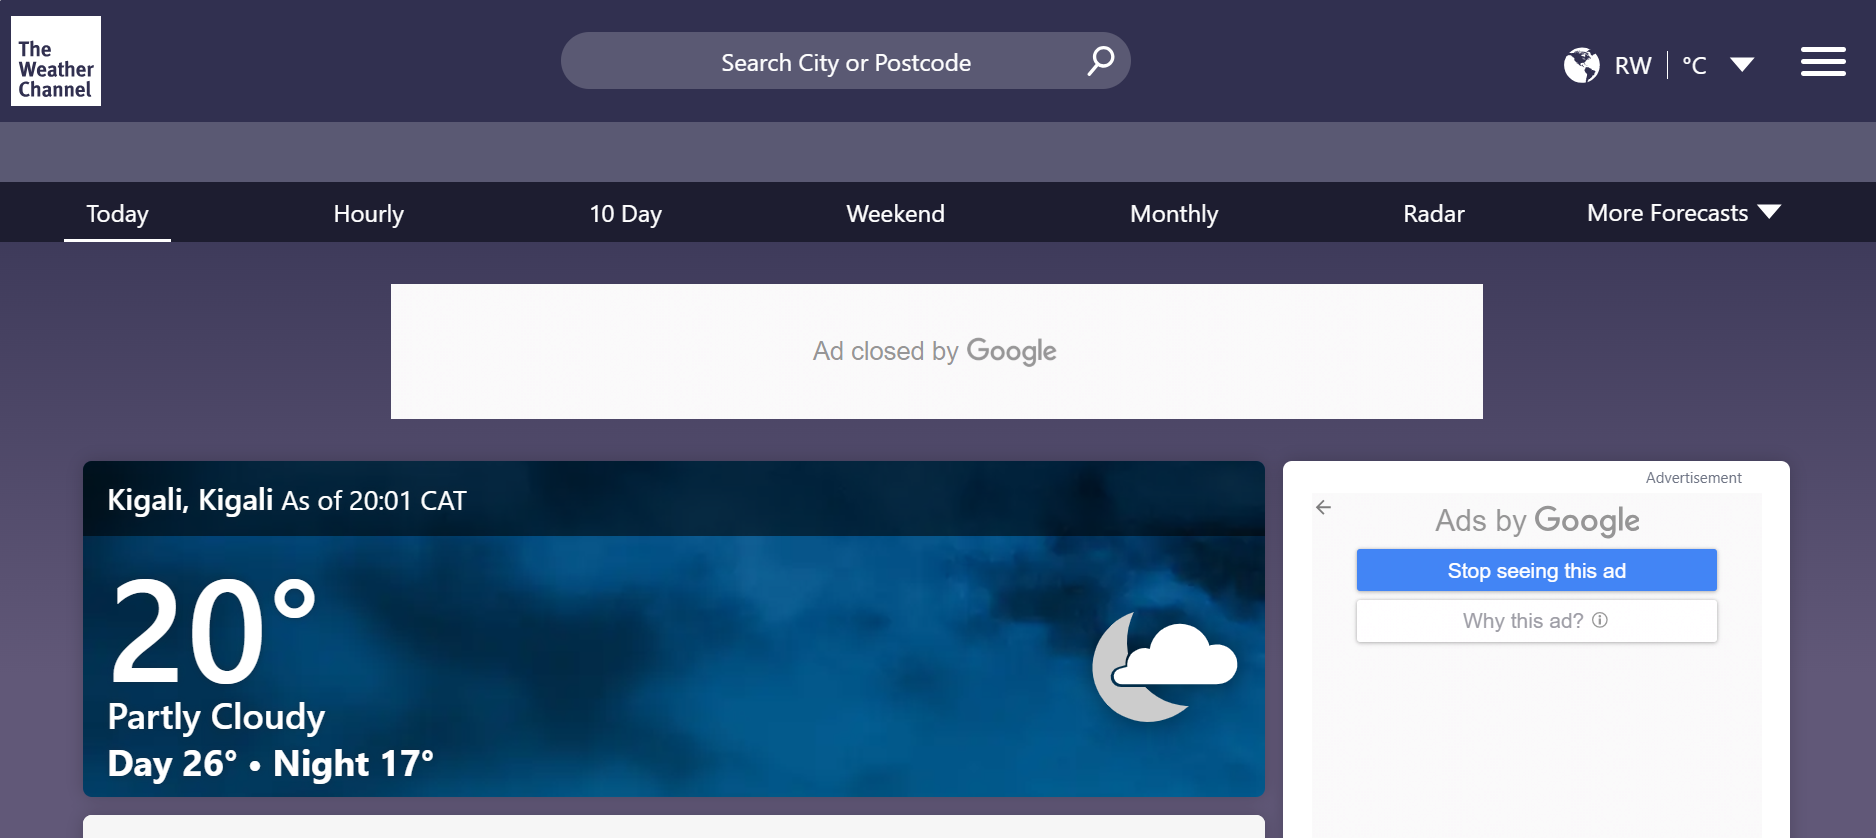 The
Weather
Channel
Search City or Postcode
RW
°C
Today
Hourly
10 Day
Weekend
Monthly
Radar
More Forecasts
Ad closed by Google
Kigali, Kigali As of 20:01 CAT
20°
Partly Cloudy
Day 26° • Night 17°
Advertisement
Ads by Google
Stop seeing this ad
Why this ad?